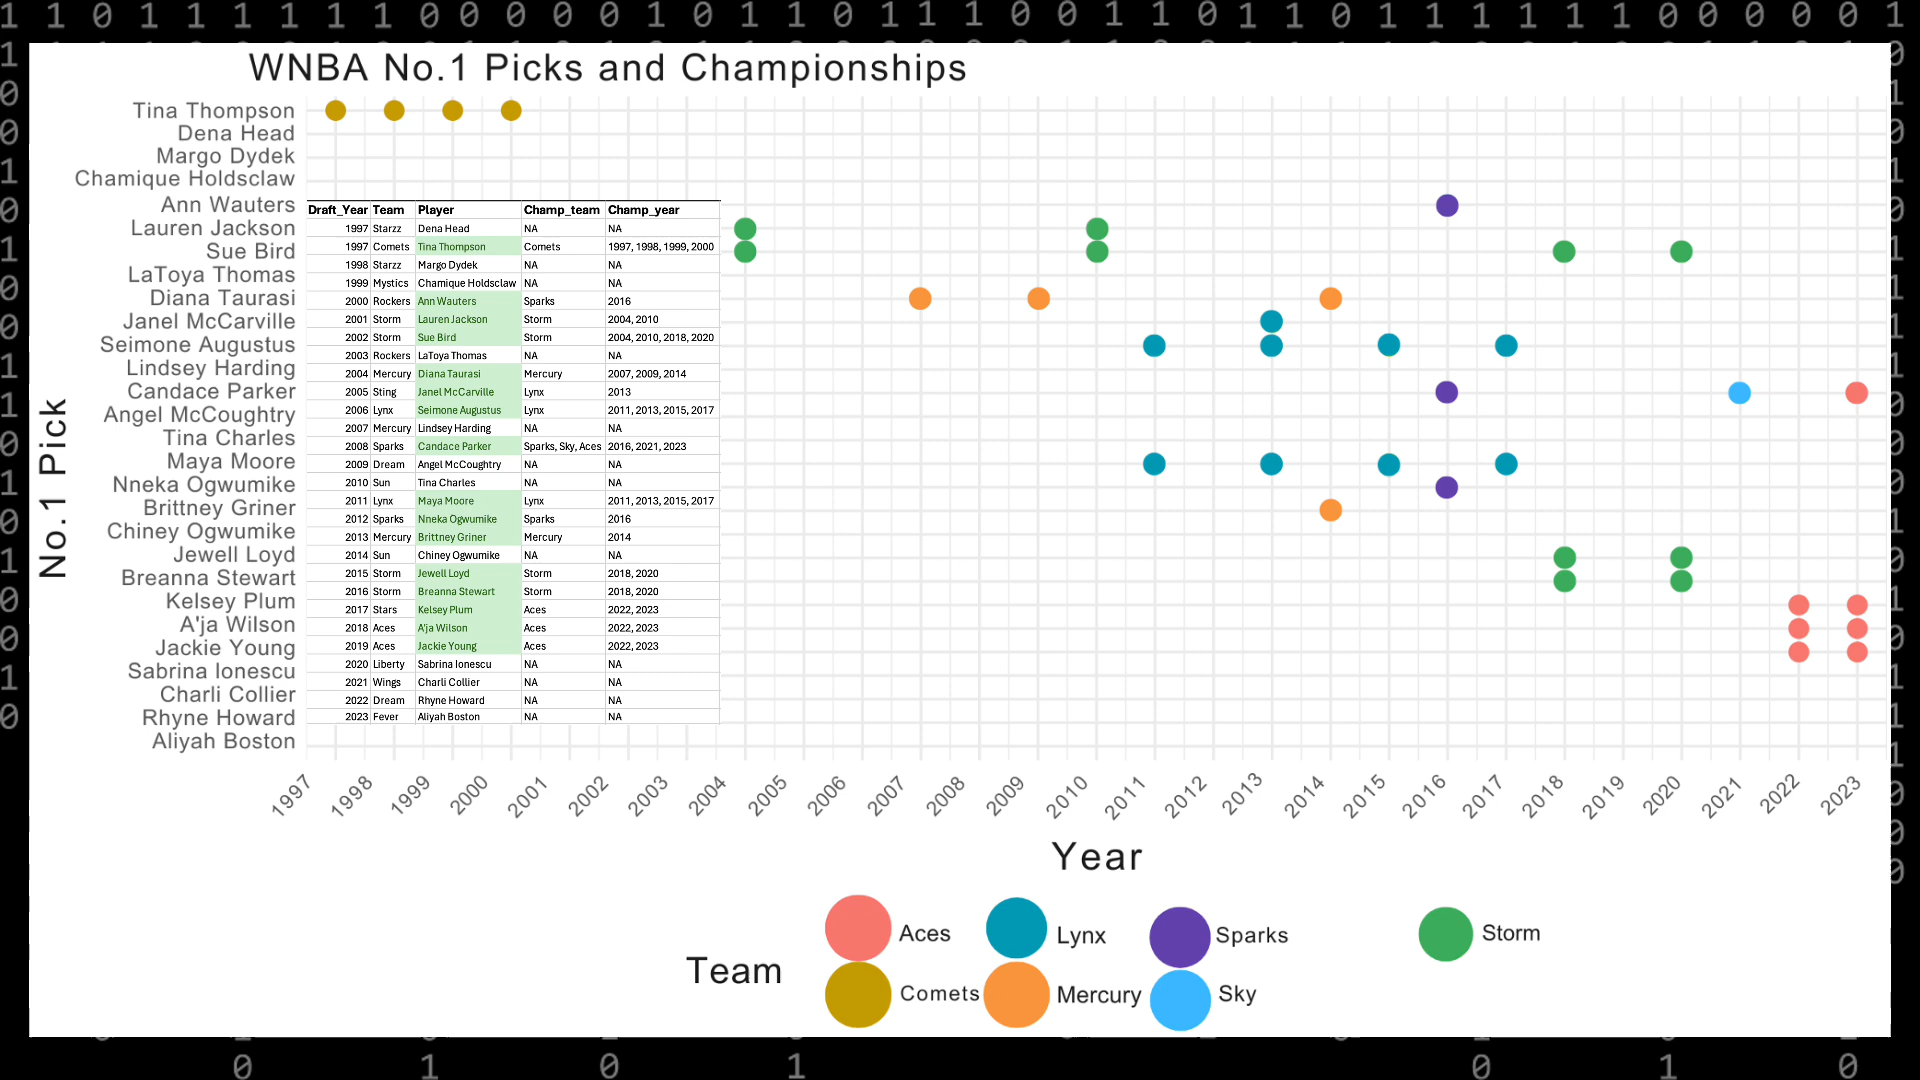 WNBA No.1 Picks and Championships
No.1 Pick
Tina Thompson
Dena Head
Margo Dydek
Chamique Holdsclaw
Ann Wauters
Lauren Jackson
Sue Bird
LaToya Thomas
Diana Taurasi
Janel McCarville
Seimone Augustus
Lindsey Harding
Candace Parker
Angel McCoughtry
Tina Charles
Maya Moore
Nneka Ogwumike
Brittney Griner
Chiney Ogwumike
Jewell Loyd
Breanna Stewart
Kelsey Plum
A'ja Wilson
Jackie Young
Sabrina Ionescu
Charli Collier
Rhyne Howard
Aliyah Boston
Draft_Year Team Player Champ_team Champ_year
1997 Starzz Dena Head NA NA
1997 Comets Tina Thompson Comets 1997, 1998, 1999, 2000
1998 Starzz Margo Dydek NA NA
1999 Mystics Chamique Holdsclaw NA NA
2000 Rockers Ann Wauters Sparks 2016
2001 Storm Lauren Jackson Storm 2004, 2010
2002 Storm Sue Bird Storm 2004, 2010, 2018, 2020
2003 Rockers LaToya Thomas NA NA
2004 Mercury Diana Taurasi Mercury 2007, 2009, 2014
2005 Sting Janel McCarville Lynx 2013
2006 Lynx Seimone Augustus Lynx 2011, 2013, 2015, 2017
2007 Mercury Lindsey Harding NA NA
2008 Sparks Candace Parker Sparks, Sky, Aces 2016, 2021, 2023
2009 Dream Angel McCoughtry NA NA
2010 Sun Tina Charles NA NA
2011 Lynx Maya Moore Lynx 2011, 2013, 2015, 2017
2012 Sparks Nneka Ogwumike Sparks 2016
2013 Mercury Brittney Griner Mercury 2014
2014 Sun Chiney Ogwumike NA NA
2015 Storm Jewell Loyd Storm 2018, 2020
2016 Storm Breanna Stewart Storm 2018, 2020
2017 Stars Kelsey Plum Aces 2022, 2023
2018 Aces A'ja Wilson Aces 2022, 2023
2019 Aces Jackie Young Aces 2022, 2023
2020 Liberty Sabrina Ionescu NA NA
2021 Wings Charli Collier NA NA
2022 Dream Rhyne Howard NA NA
2023 Fever Aliyah Boston NA NA
1997 1998 1999 2000 2001 2002 2003 2004 2005 2006 2007 2008 2009 2010 2011 2012 2013 2014 2015 2016 2017 2018 2019 2020 2021 2022 2023
Year
Team
Aces Lynx Sparks Storm
Comets Mercury Sky